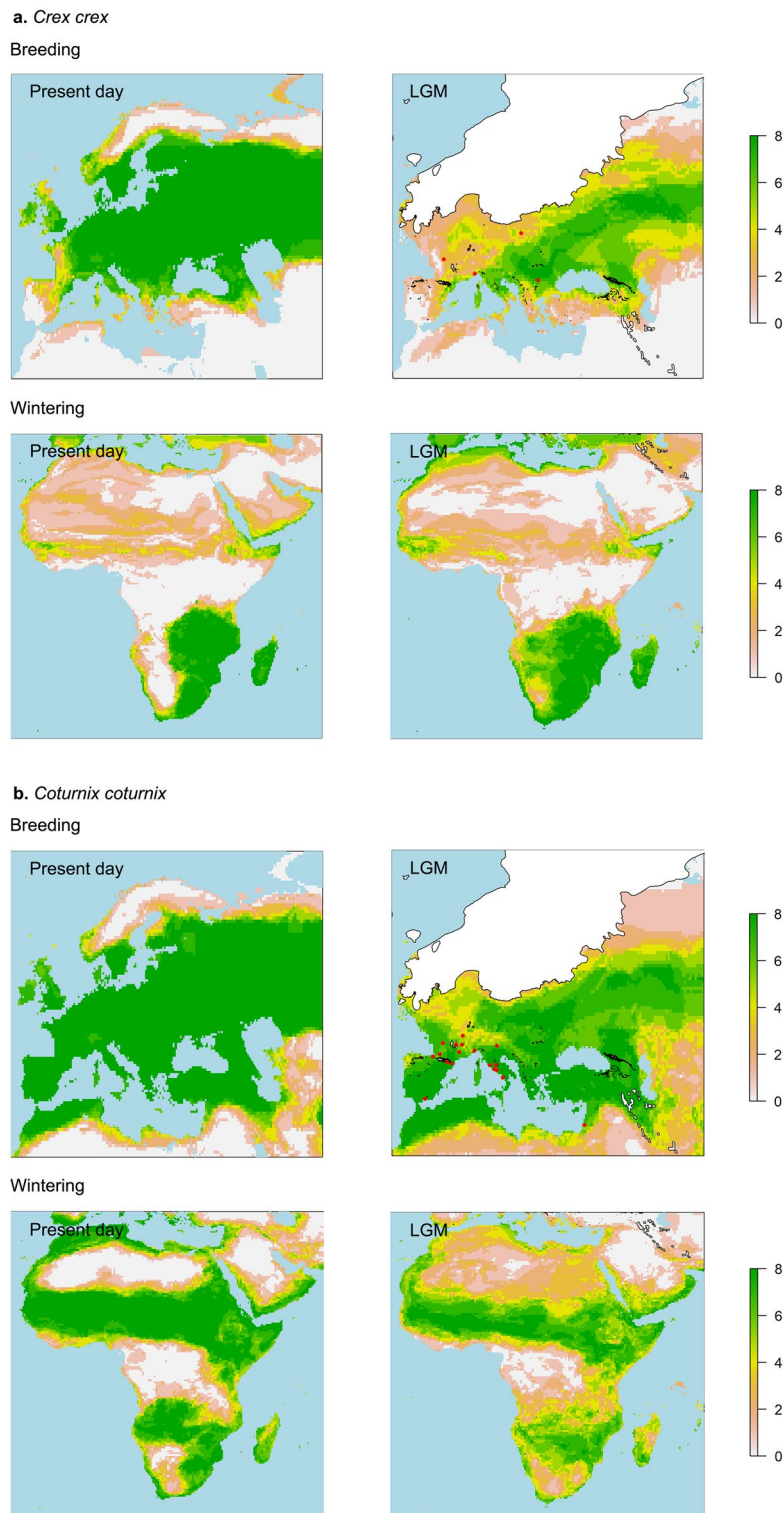 a. Crex crex
Breeding
Present day
LGM
8
6
4
2
0
Wintering
Present day
LGM
8
6
4
2
0
b. Coturnix coturnix
Breeding
Present day
LGM
8
6
4
2
0
Wintering
Present day
LGM
8
6
4
2
0